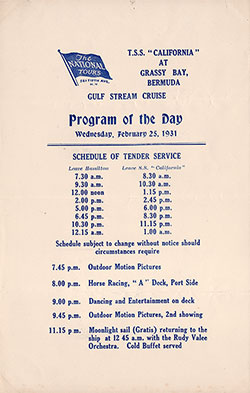 The
NATIONAL
TOURS
561 FIFTH AVE.
N.Y.
T.S.S. "CALIFORNIA"
AT
GRASSY BAY,
BERMUDA
GULF STREAM CRUISE
Program of the Day
Wednesday, February 25, 1931
SCHEDULE OF TENDER SERVICE
Leave Hamilton Leave S.S. "California"
7.30 a.m. 8.30 a.m.
9.30 a.m. 10.30 a.m.
12.00 noon 1.15 p.m.
2.00 p.m. 2.45 p.m.
5.00 p.m. 6.00 p.m.
6.45 p.m. 8.30 p.m.
10.30 p.m. 11.15 p.m.
12.15 a.m. 1.00 a.m.
Schedule subject to change without notice should
circumstances require
7.45 p.m. Outdoor Motion Pictures
8.00 p.m. Horse Racing, "A" Deck, Port Side
9.00 p.m. Dancing and Entertainment on deck
9.45 p.m. Outdoor Motion Pictures, 2nd showing
11.15 p.m. Moonlight sail (Gratis) returning to the
ship at 12 45 a.m. with the Rudy Valee
Orchestra. Cold Buffet served